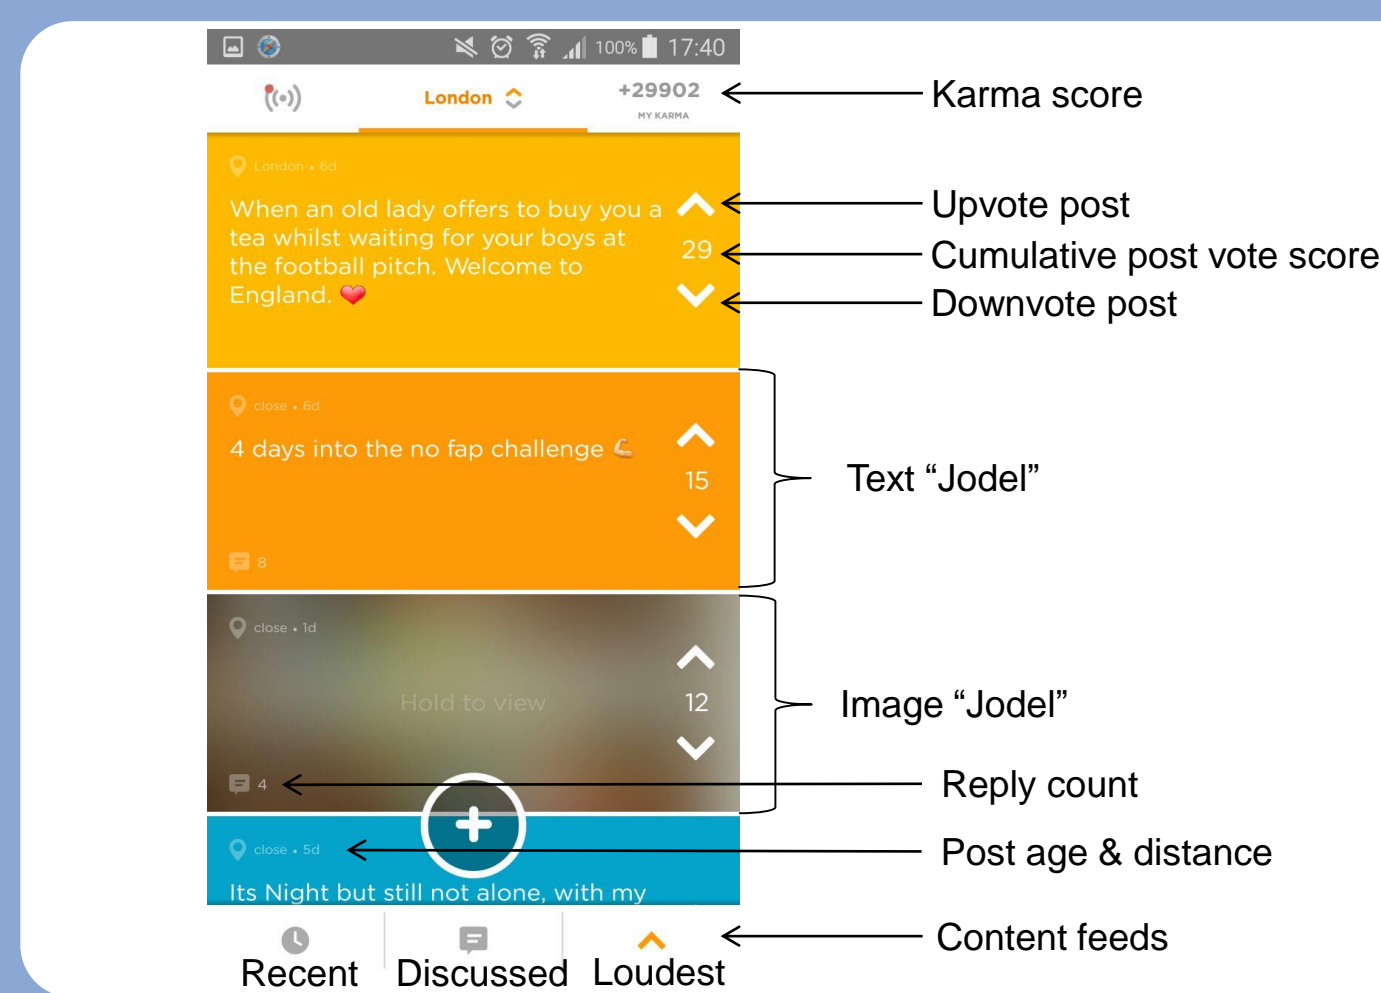 100% 17:40
London +29902
MY KARMA
Karma score
London • 6d
When an old lady offers to buy you a
tea whilst waiting for your boys at
the football pitch. Welcome to
England. ❤
29
Upvote post
Cumulative post vote score
Downvote post
close • 6d
4 days into the no fap challenge 💪
15
8
Text “Jodel”
close • 1d
Hold to view
12
4
Image “Jodel”
Reply count
close • 5d
Post age & distance
Its Night but still not alone, with my
Content feeds
Recent Discussed Loudest